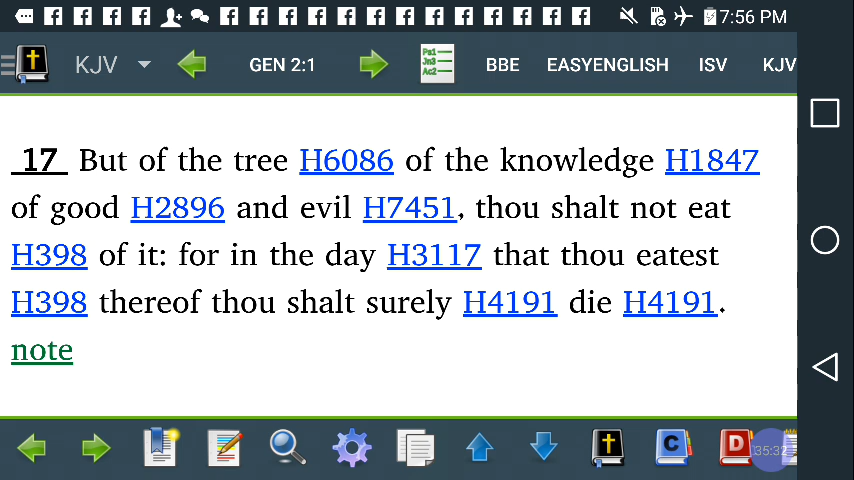 7:56 PM
KJV GEN 2:1 Ps1 Jn3 Ac2 BBE EASYENGLISH ISV KJV
17 But of the tree H6086 of the knowledge H1847
of good H2896 and evil H7451, thou shalt not eat
H398 of it: for in the day H3117 that thou eatest
H398 thereof thou shalt surely H4191 die H4191.
note
C D 35:32